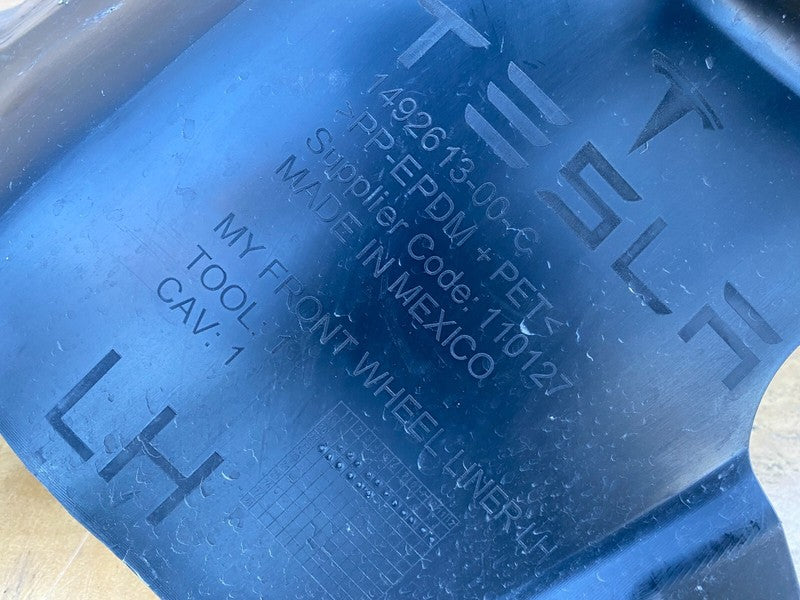 TESLA
1492613-00-C
>PP-EPDM + PET<
Supplier Code: 110127
MADE IN MEXICO
MY FRONT WHEEL LINER-LH
TOOL: 1
CAV: 1
LH